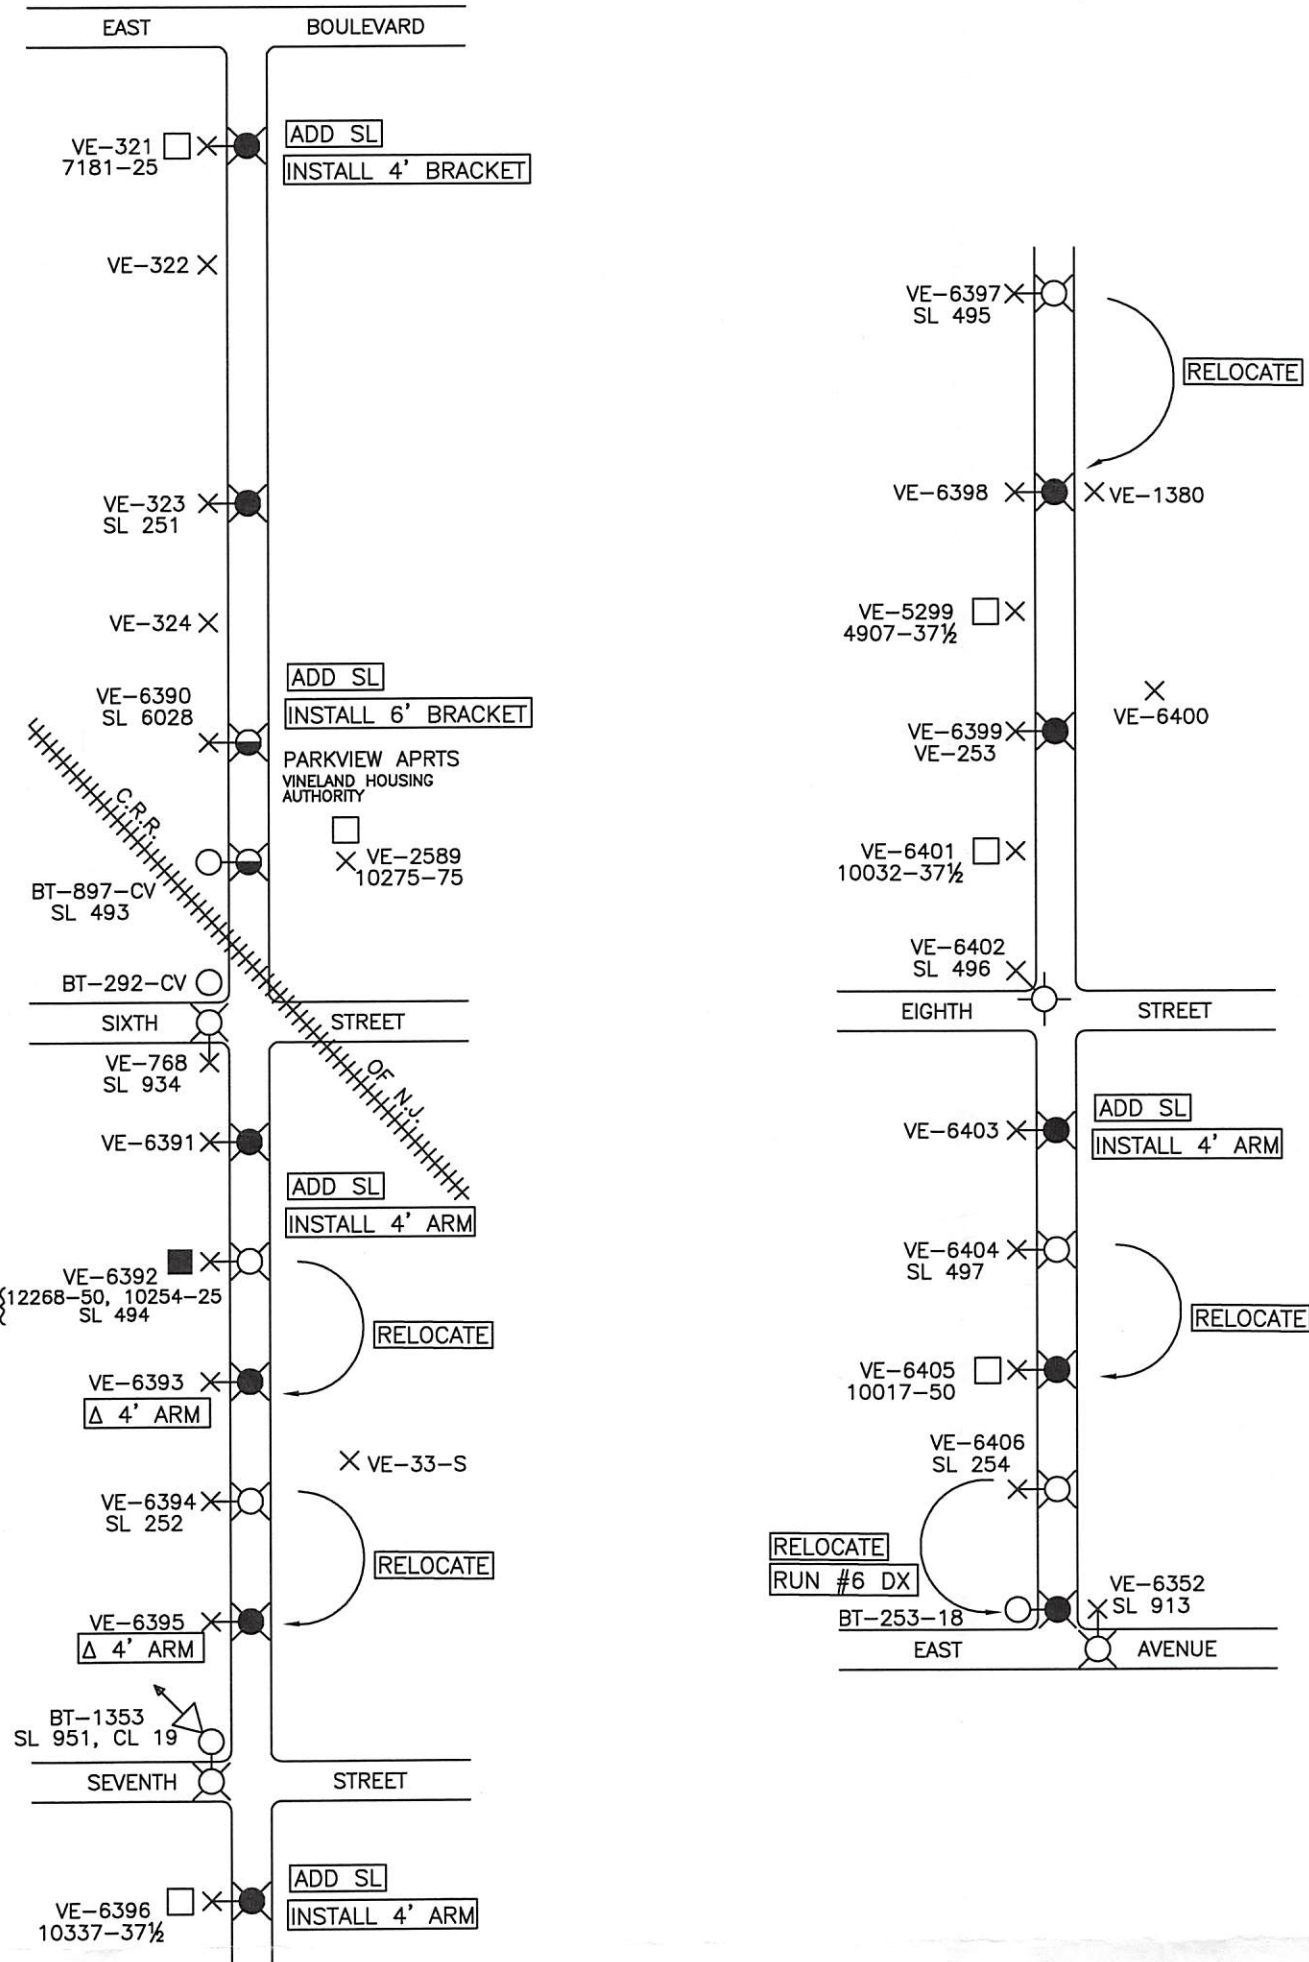 EAST BOULEVARD
VE-321
7181-25
ADD SL
INSTALL 4' BRACKET
VE-322
VE-323
SL 251
VE-324
VE-6390
SL 6028
ADD SL
INSTALL 6' BRACKET
PARKVIEW APRTS
VINELAND HOUSING
AUTHORITY
C.R.R.
VE-2589
10275-75
BT-897-CV
SL 493
BT-292-CV
SIXTH STREET
VE-768
SL 934
OF N.J.
VE-6391
ADD SL
INSTALL 4' ARM
VE-6392
12268-50, 10254-25
SL 494
RELOCATE
VE-6393
Δ 4' ARM
VE-33-S
VE-6394
SL 252
RELOCATE
VE-6395
Δ 4' ARM
BT-1353
SL 951, CL 19
SEVENTH STREET
VE-6396
10337-37½
ADD SL
INSTALL 4' ARM
VE-6397
SL 495
RELOCATE
VE-6398
VE-1380
VE-5299
4907-37½
VE-6400
VE-6399
VE-253
VE-6401
10032-37½
VE-6402
SL 496
EIGHTH STREET
VE-6403
ADD SL
INSTALL 4' ARM
VE-6404
SL 497
RELOCATE
VE-6405
10017-50
VE-6406
SL 254
RELOCATE
RUN #6 DX
BT-253-18
VE-6352
SL 913
EAST AVENUE